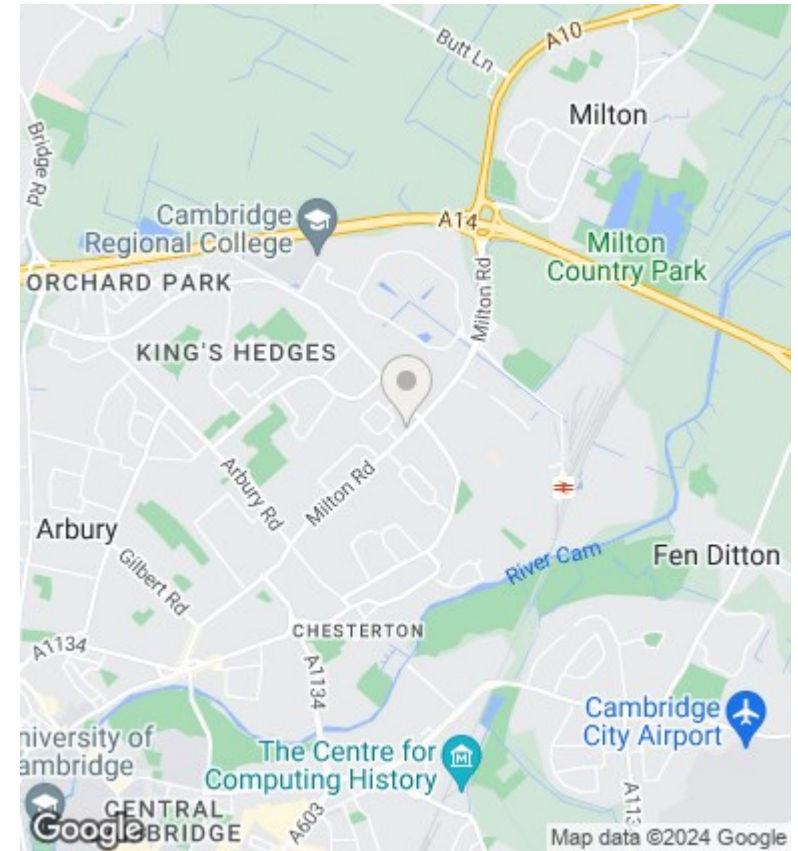 Butt Ln
A10
Milton
Bridge Rd
Cambridge
Regional College
A14
Milton
Country Park
ORCHARD PARK
Milton Rd
KING'S HEDGES
Arbury Rd
Milton Rd
Arbury
Gilbert Rd
River Cam
Fen Ditton
CHESTERTON
A1134
A1134
niversity of
ambridge
The Centre for
Computing History
Cambridge
City Airport
CENTRAL
BRIDGE
A603
A113
Google
Map data ©2024 Google